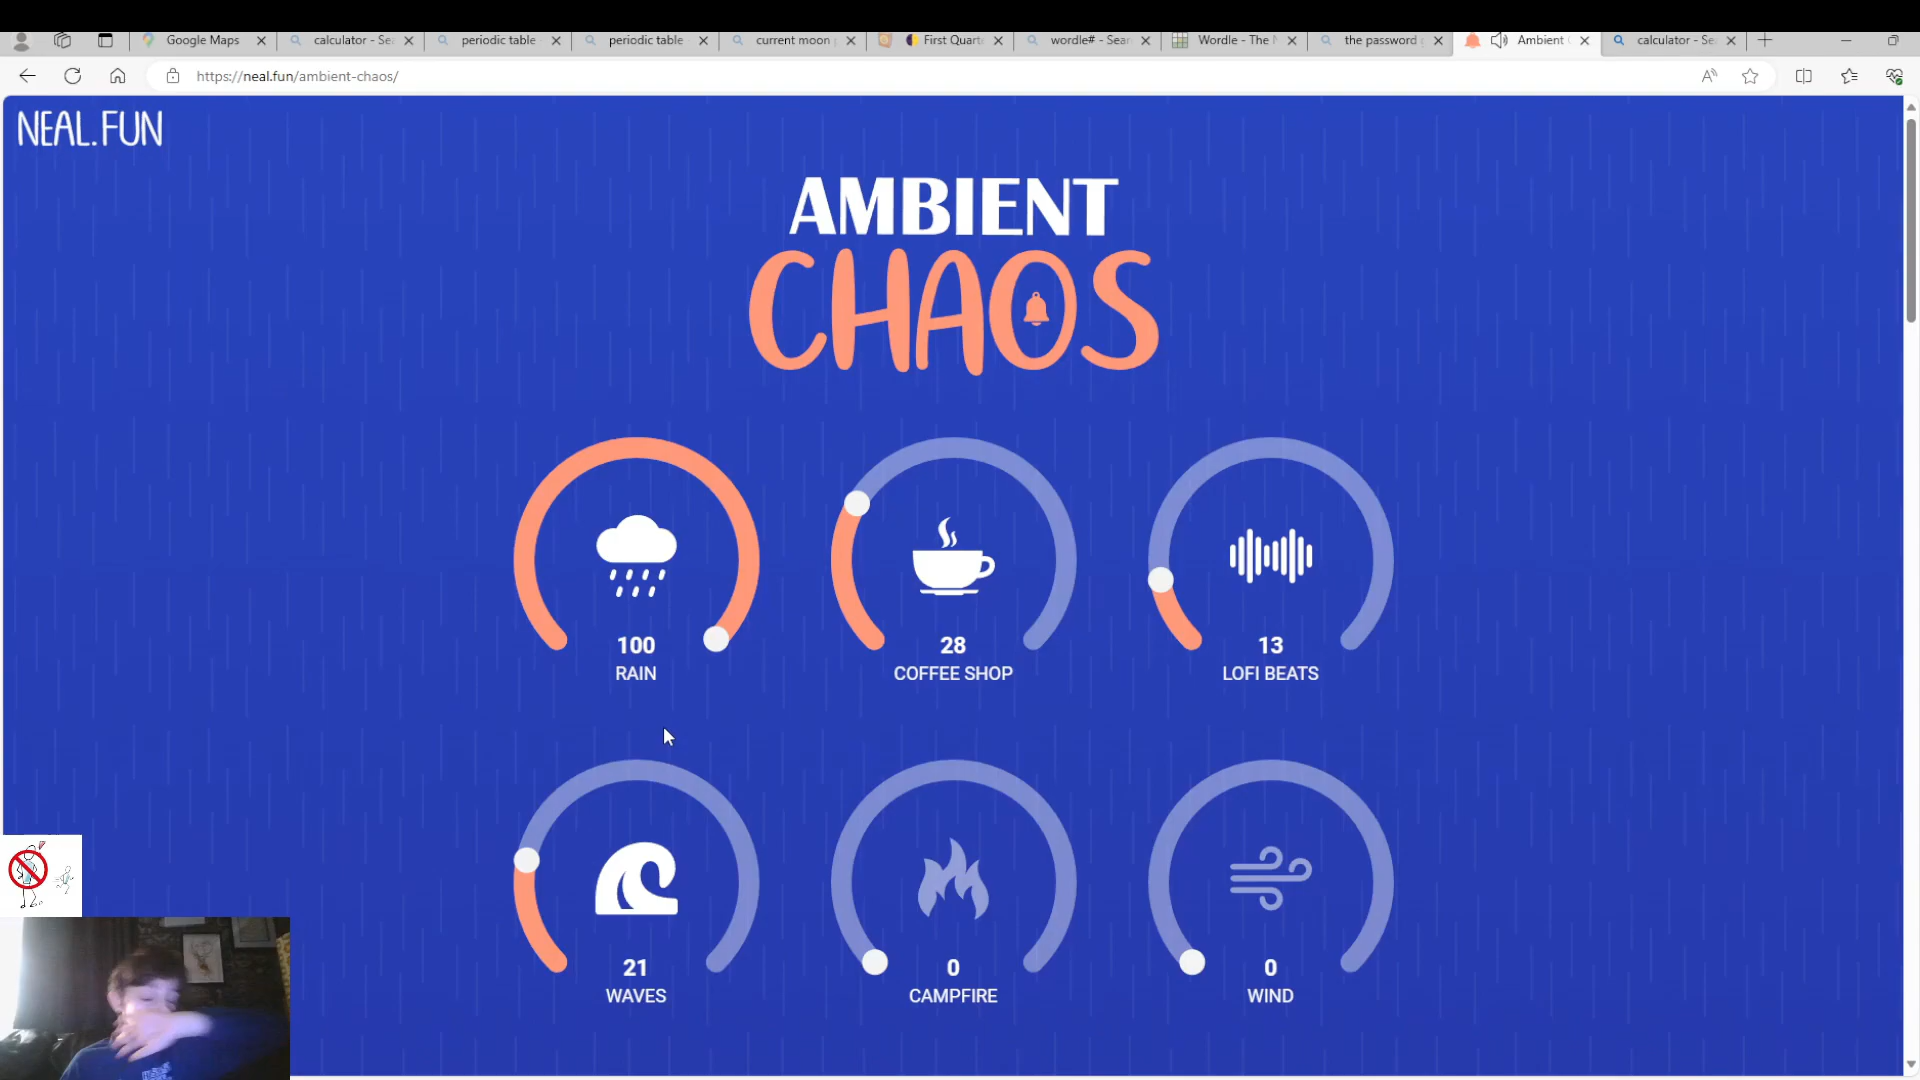 Google Maps
calculator - Se
periodic table
periodic table
current moon
First Quart
wordle# - Sear
Wordle - The N
the password
Ambient
calculator - Se
https://neal.fun/ambient-chaos/
NEAL.FUN
AMBIENT
CHAOS
100
RAIN
28
COFFEE SHOP
13
LOFI BEATS
21
WAVES
0
CAMPFIRE
0
WIND